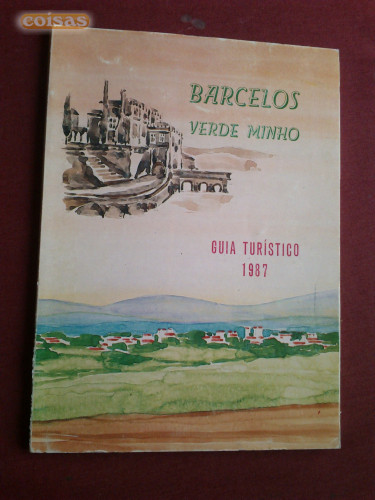 coisas
BARCELOS
VERDE MINHO
GUIA TURÍSTICO
1987